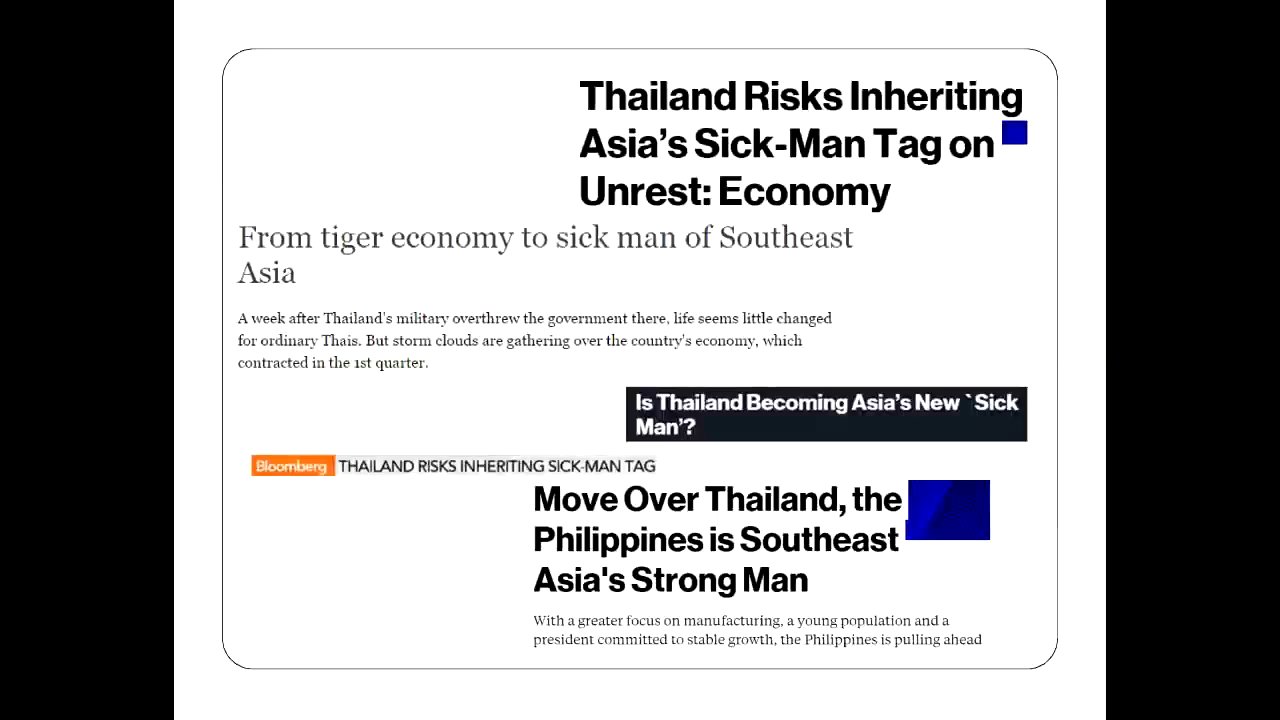 Thailand Risks Inheriting
Asia's Sick-Man Tag on
Unrest: Economy
From tiger economy to sick man of Southeast
Asia
A week after Thailand's military overthrew the government there, life seems little changed
for ordinary Thais. But storm clouds are gathering over the country's economy, which
contracted in the 1st quarter.
Is Thailand Becoming Asia's New `Sick
Man'?
Bloomberg THAILAND RISKS INHERITING SICK-MAN TAG
Move Over Thailand, the
Philippines is Southeast
Asia's Strong Man
With a greater focus on manufacturing, a young population and a
president committed to stable growth, the Philippines is pulling ahead